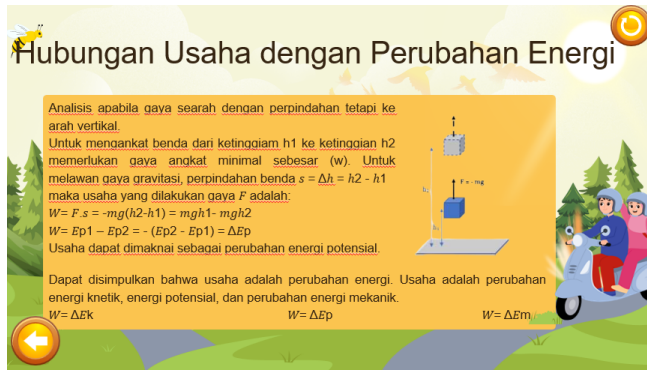 Hubungan Usaha dengan Perubahan Energi
Analisis apabila gaya searah dengan perpindahan tetapi ke
arah vertikal.
Untuk mengankat benda dari ketinggiam h1 ke ketinggian h2
memerlukan gaya angkat minimal sebesar (w). Untuk
melawan gaya gravitasi, perpindahan benda s = Δh = h2 - h1
maka usaha yang dilakukan gaya F adalah:
W= F.s = -mg(h2-h1) = mgh1- mgh2
W= Ep1 – Ep2 = - (Ep2 - Ep1) = ΔEp
Usaha dapat dimaknai sebagai perubahan energi potensial.
F = - mg
h₂
h₁
Dapat disimpulkan bahwa usaha adalah perubahan energi. Usaha adalah perubahan
energi knetik, energi potensial, dan perubahan energi mekanik.
W= ΔEk W= ΔEp W= ΔEm